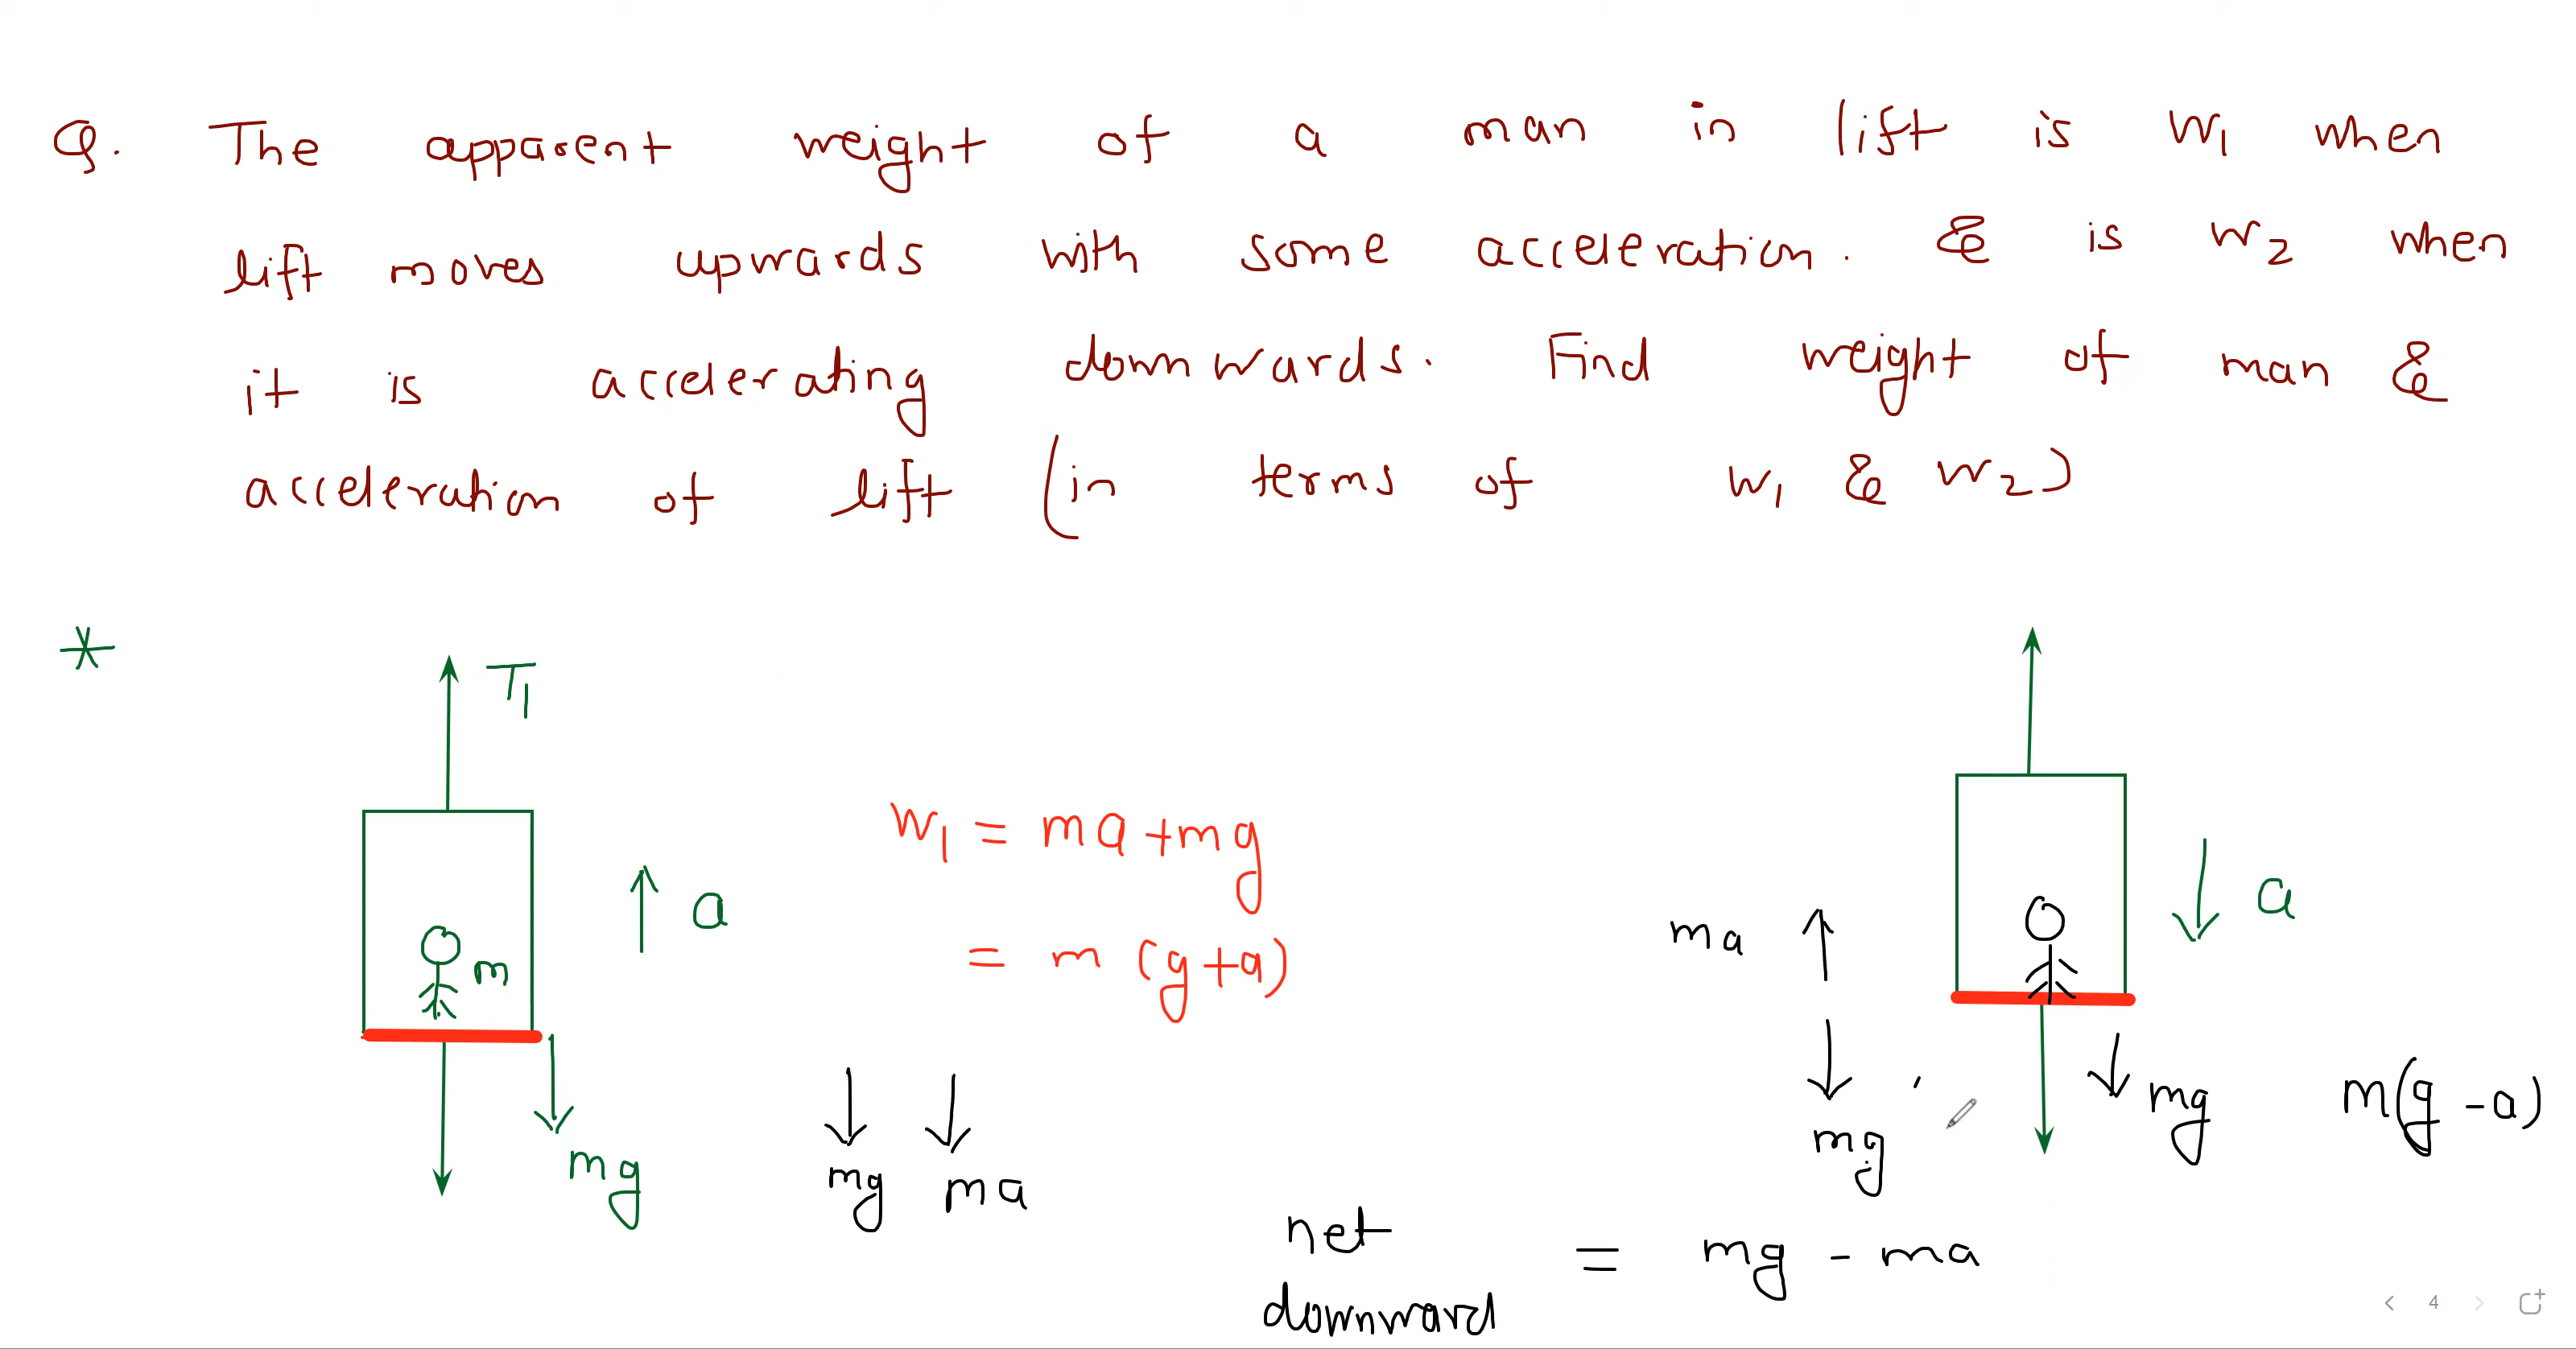 Q. The apparent weight of a man in lift is W1 when
lift moves upwards with some acceleration. & is W2 when
it is accelerating downwards. Find weight of man &
acceleration of lift (in terms of W1 & W2)
*
T1
W1 = ma + mg
= m (g+a)
a
m
mg
mg ma
ma
a
mg
mg
m(g - a)
net
downward = mg - ma
4